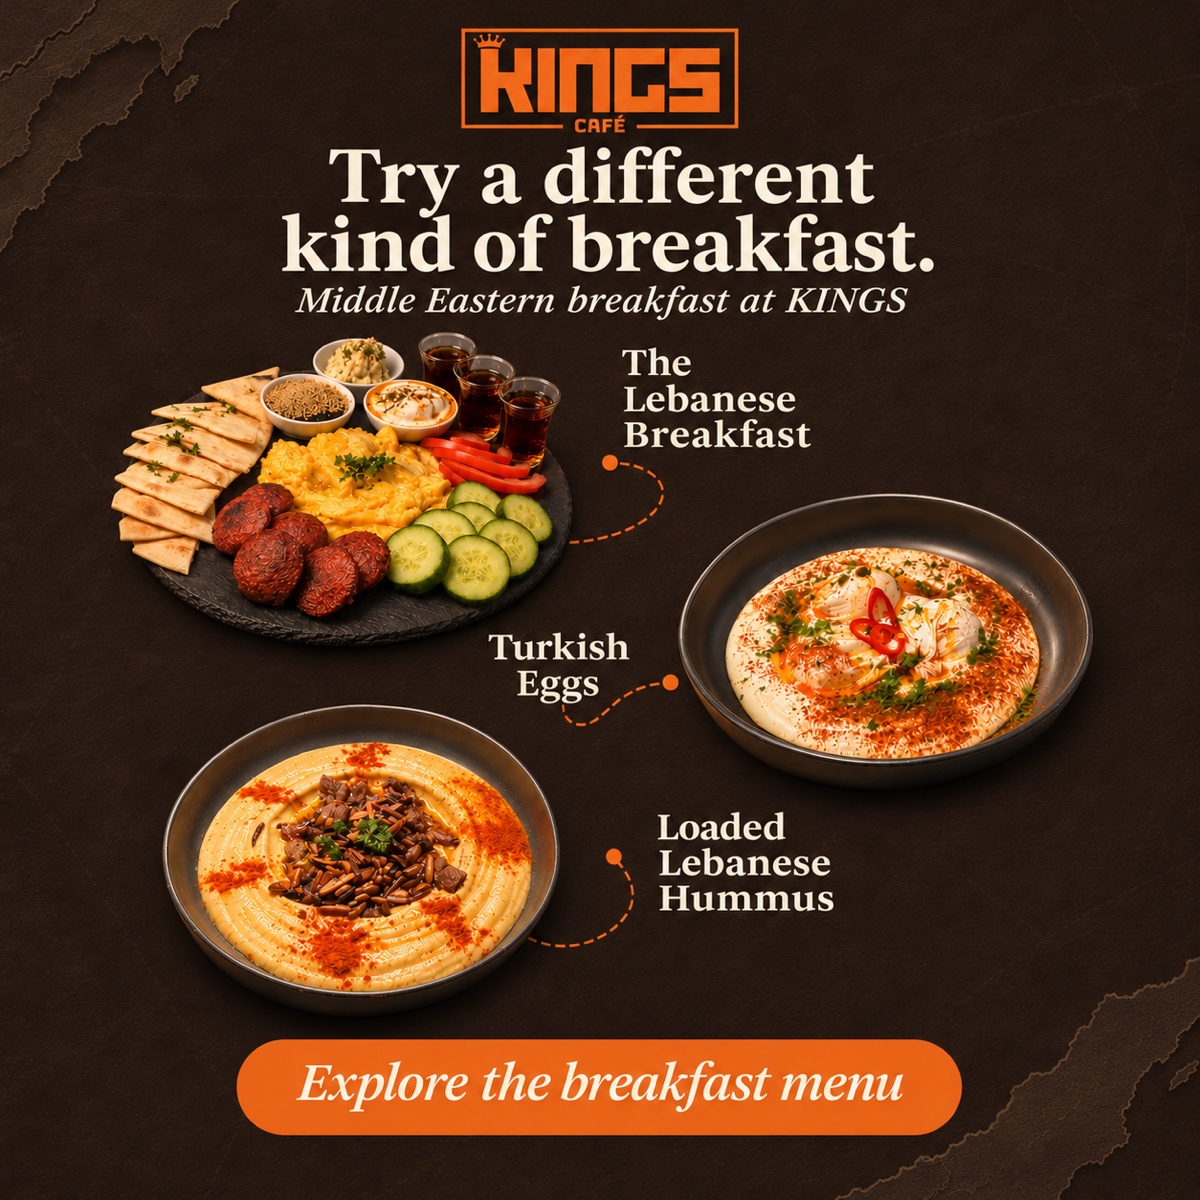 KINGS
CAFÉ
Try a different
kind of breakfast.
Middle Eastern breakfast at KINGS
The
Lebanese
Breakfast
Turkish
Eggs
Loaded
Lebanese
Hummus
Explore the breakfast menu